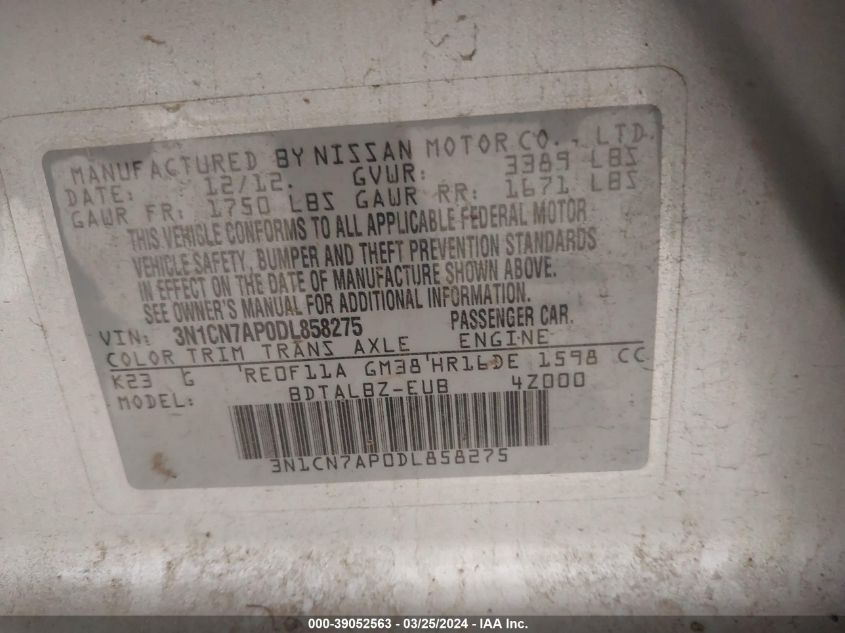 MANUFACTURED BY NISSAN MOTOR CO., LTD.
DATE: 12/12. GVWR: 3389 LBS
GAWR FR: 1750 LBS GAWR RR: 1671 LBS
THIS VEHICLE CONFORMS TO ALL APPLICABLE FEDERAL MOTOR
VEHICLE SAFETY, BUMPER AND THEFT PREVENTION STANDARDS
IN EFFECT ON THE DATE OF MANUFACTURE SHOWN ABOVE.
SEE OWNER'S MANUAL FOR ADDITIONAL INFORMATION.
VIN: 3N1CN7AP0DL858275 PASSENGER CAR.
COLOR TRIM TRANS AXLE ENGINE
K23 G RE0F11A GM38 HR16DE 1598 CC
MODEL: BDTALBZ-EUB 4Z000
3N1CN7AP0DL858275
000-39052563 - 03/25/2024 - IAA Inc.